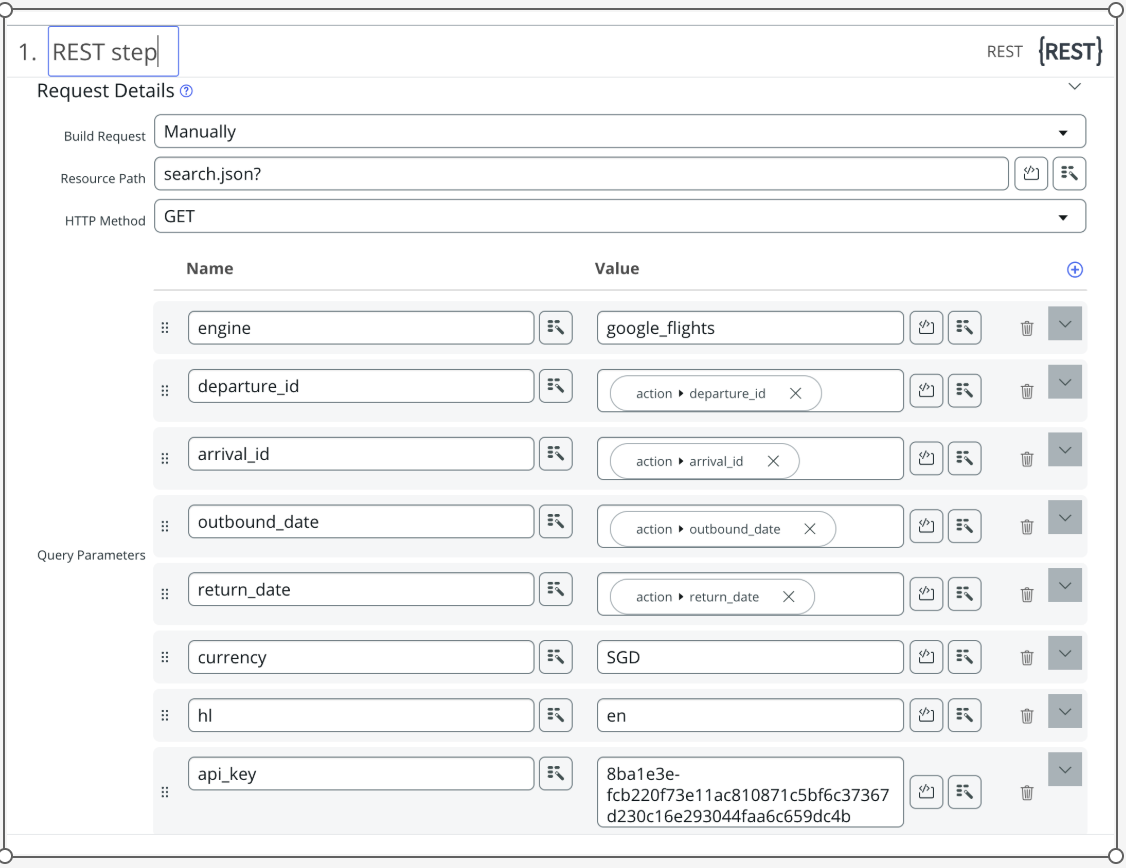 1. REST step REST {REST}
Request Details ?
Build Request Manually
Resource Path search.json?
HTTP Method GET
Name Value
engine google_flights
departure_id action ▸ departure_id
arrival_id action ▸ arrival_id
outbound_date action ▸ outbound_date
Query Parameters
return_date action ▸ return_date
currency SGD
hl en
api_key 8ba1e3e-
fcb220f73e11ac810871c5bf6c37367
d230c16e293044faa6c659dc4b